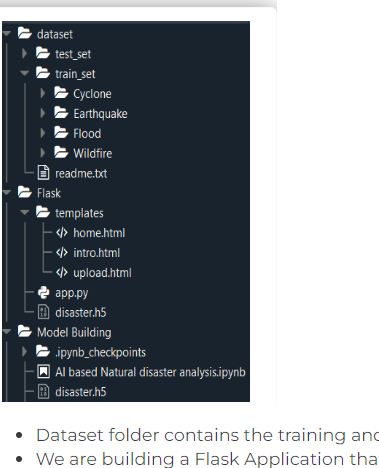 dataset
test_set
train_set
Cyclone
Earthquake
Flood
Wildfire
readme.txt
Flask
templates
home.html
intro.html
upload.html
app.py
disaster.h5
Model Building
.ipynb_checkpoints
AI based Natural disaster analysis.ipynb
disaster.h5
• Dataset folder contains the training and
• We are building a Flask Application tha